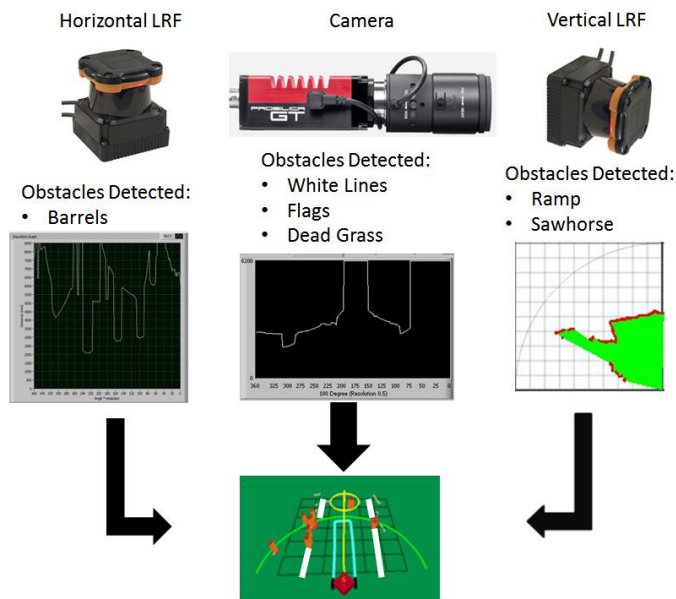 Horizontal LRF
Camera
Vertical LRF
PROSILICA
GT
Obstacles Detected:
• Barrels
Obstacles Detected:
• White Lines
• Flags
• Dead Grass
Obstacles Detected:
• Ramp
• Sawhorse
8200
0
360 325 300 275 250 225 200 175 150 125 100 75 50 25 0
180 Degree (Resolution 0.5)